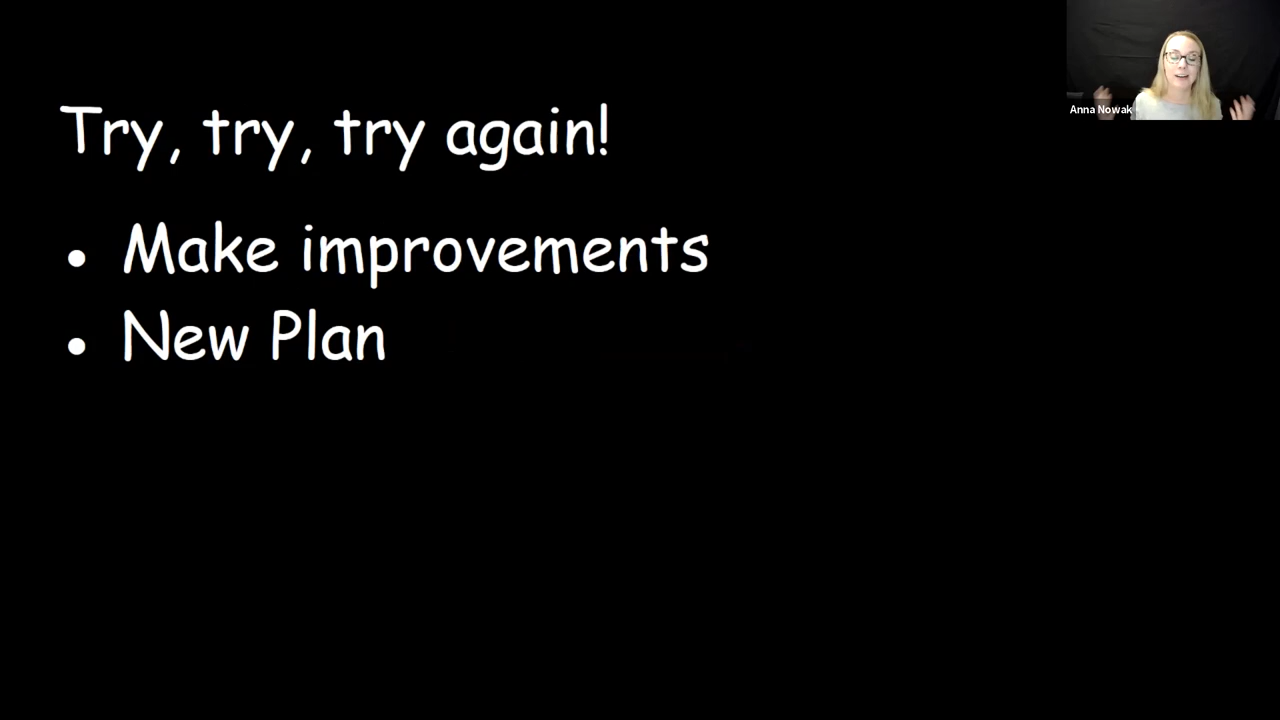 Try, try, try again!
• Make improvements
• New Plan
Anna Nowak